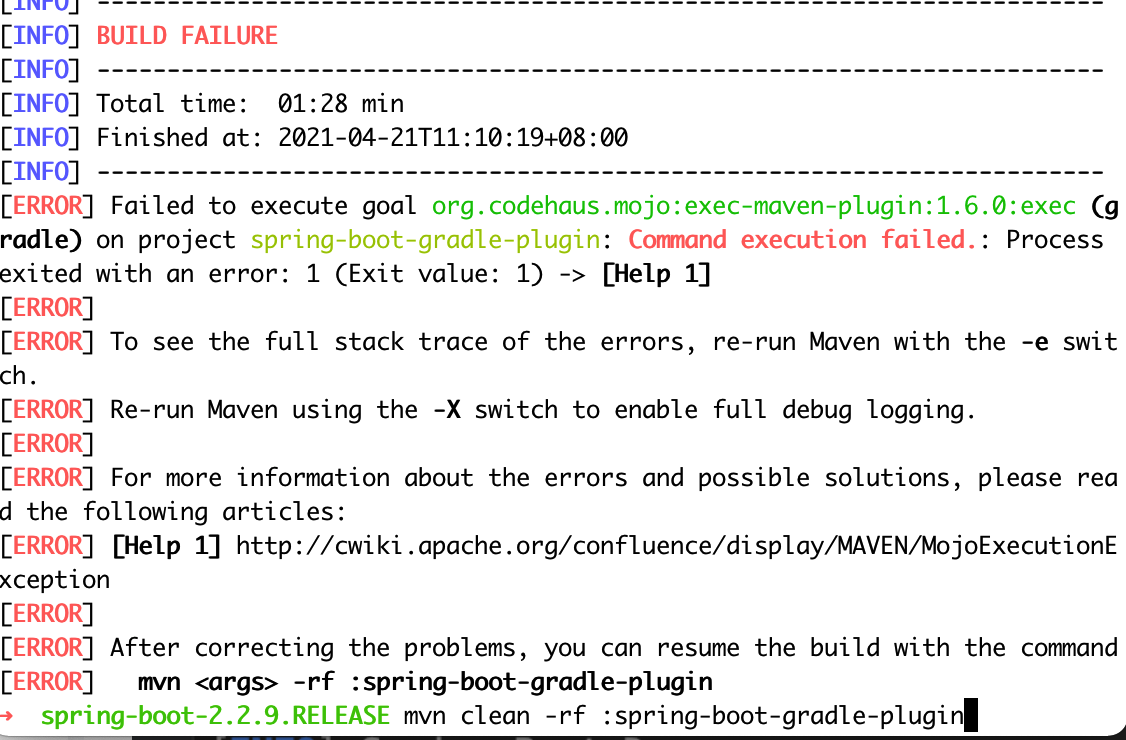 [INFO] ------------------------------------------------------------------------
[INFO] BUILD FAILURE
[INFO] ------------------------------------------------------------------------
[INFO] Total time:  01:28 min
[INFO] Finished at: 2021-04-21T11:10:19+08:00
[INFO] ------------------------------------------------------------------------
[ERROR] Failed to execute goal org.codehaus.mojo:exec-maven-plugin:1.6.0:exec (g
radle) on project spring-boot-gradle-plugin: Command execution failed.: Process
exited with an error: 1 (Exit value: 1) -> [Help 1]
[ERROR]
[ERROR] To see the full stack trace of the errors, re-run Maven with the -e swit
ch.
[ERROR] Re-run Maven using the -X switch to enable full debug logging.
[ERROR]
[ERROR] For more information about the errors and possible solutions, please rea
d the following articles:
[ERROR] [Help 1] http://cwiki.apache.org/confluence/display/MAVEN/MojoExecutionE
xception
[ERROR]
[ERROR] After correcting the problems, you can resume the build with the command
[ERROR]   mvn <args> -rf :spring-boot-gradle-plugin
→  spring-boot-2.2.9.RELEASE mvn clean -rf :spring-boot-gradle-plugin